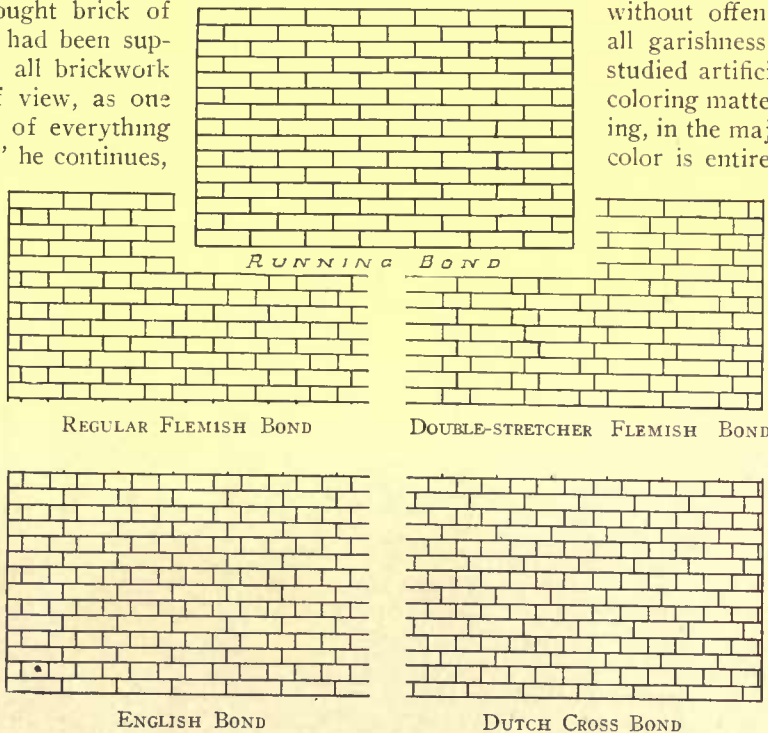 ought brick of
had been sup-
all brickwork
view, as one
of everything
he continues,
without offen
all garishness
studied artifici
coloring matte
ing, in the maj
color is entire
RUNNING BOND
REGULAR FLEMISH BOND
DOUBLE-STRETCHER FLEMISH BOND
ENGLISH BOND
DUTCH CROSS BOND